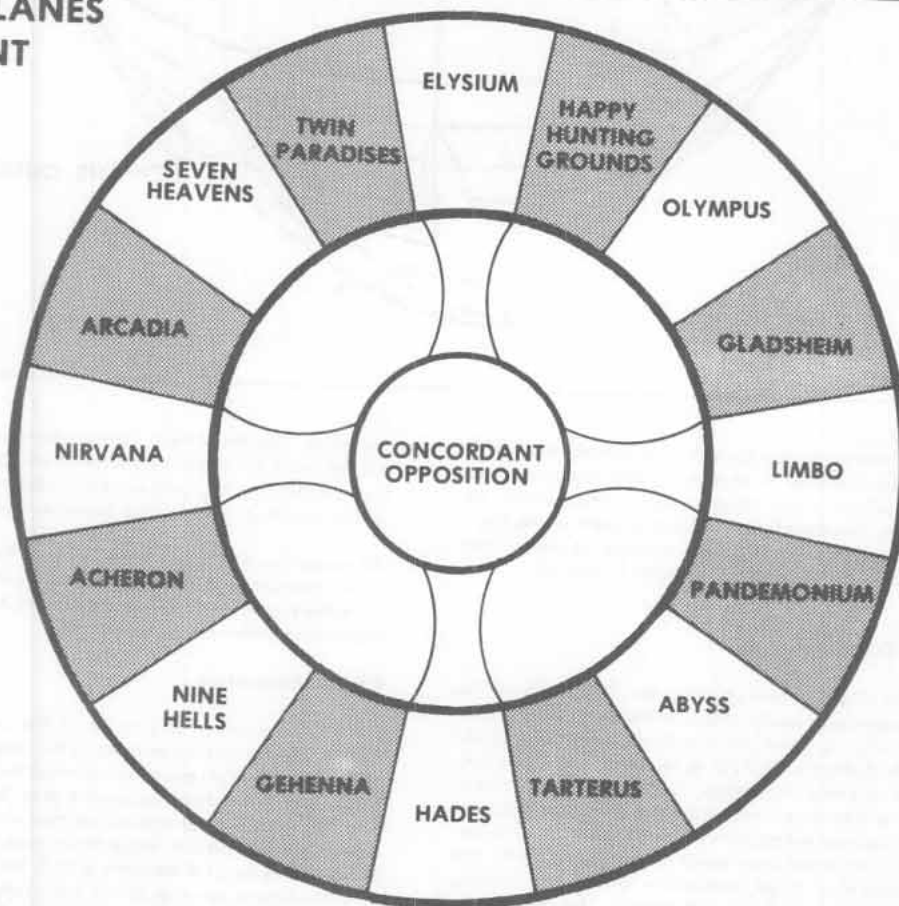 LANES
NT
ELYSIUM
TWIN
PARADISES
HAPPY
HUNTING
GROUNDS
SEVEN
HEAVENS
OLYMPUS
ARCADIA
GLADSHEIM
NIRVANA
CONCORDANT
OPPOSITION
LIMBO
ACHERON
PANDEMONIUM
NINE
HELLS
ABYSS
GEHENNA
HADES
TARTERUS